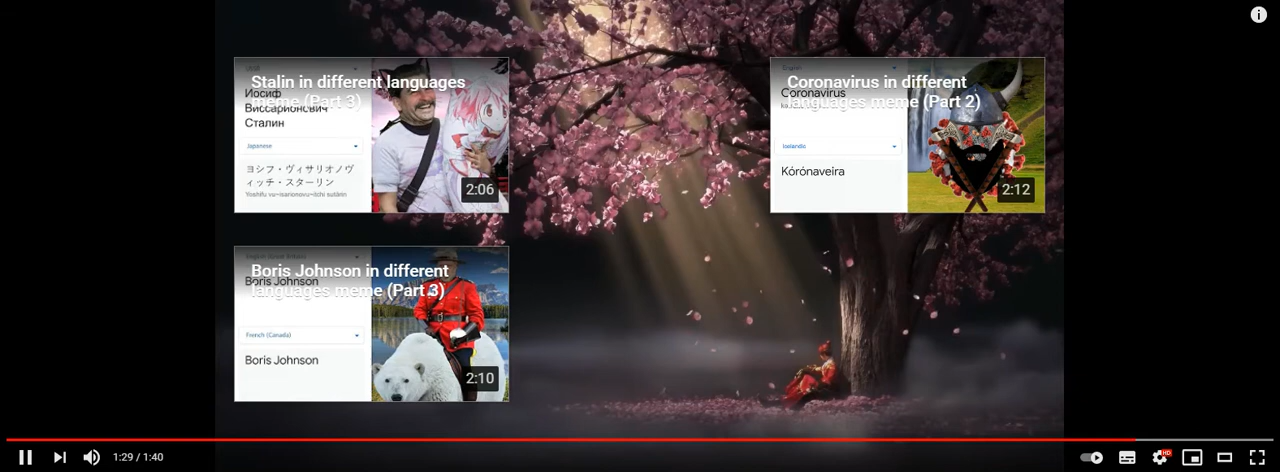 Stalin in different languages
meme (Part 3)
Иосиф
Виссарионович
Сталин
Japanese
ヨシフ・ヴィサリオノヴ
ィッチ・スターリン
2:06
Coronavirus in different
languages meme (Part 2)
English
Coronavirus
Icelandic
Kórónaveira
2:12
Boris Johnson in different
languages meme (Part 3)
Boris Johnson
French (Canada)
Boris Johnson
2:10
1:29 / 1:40
HD